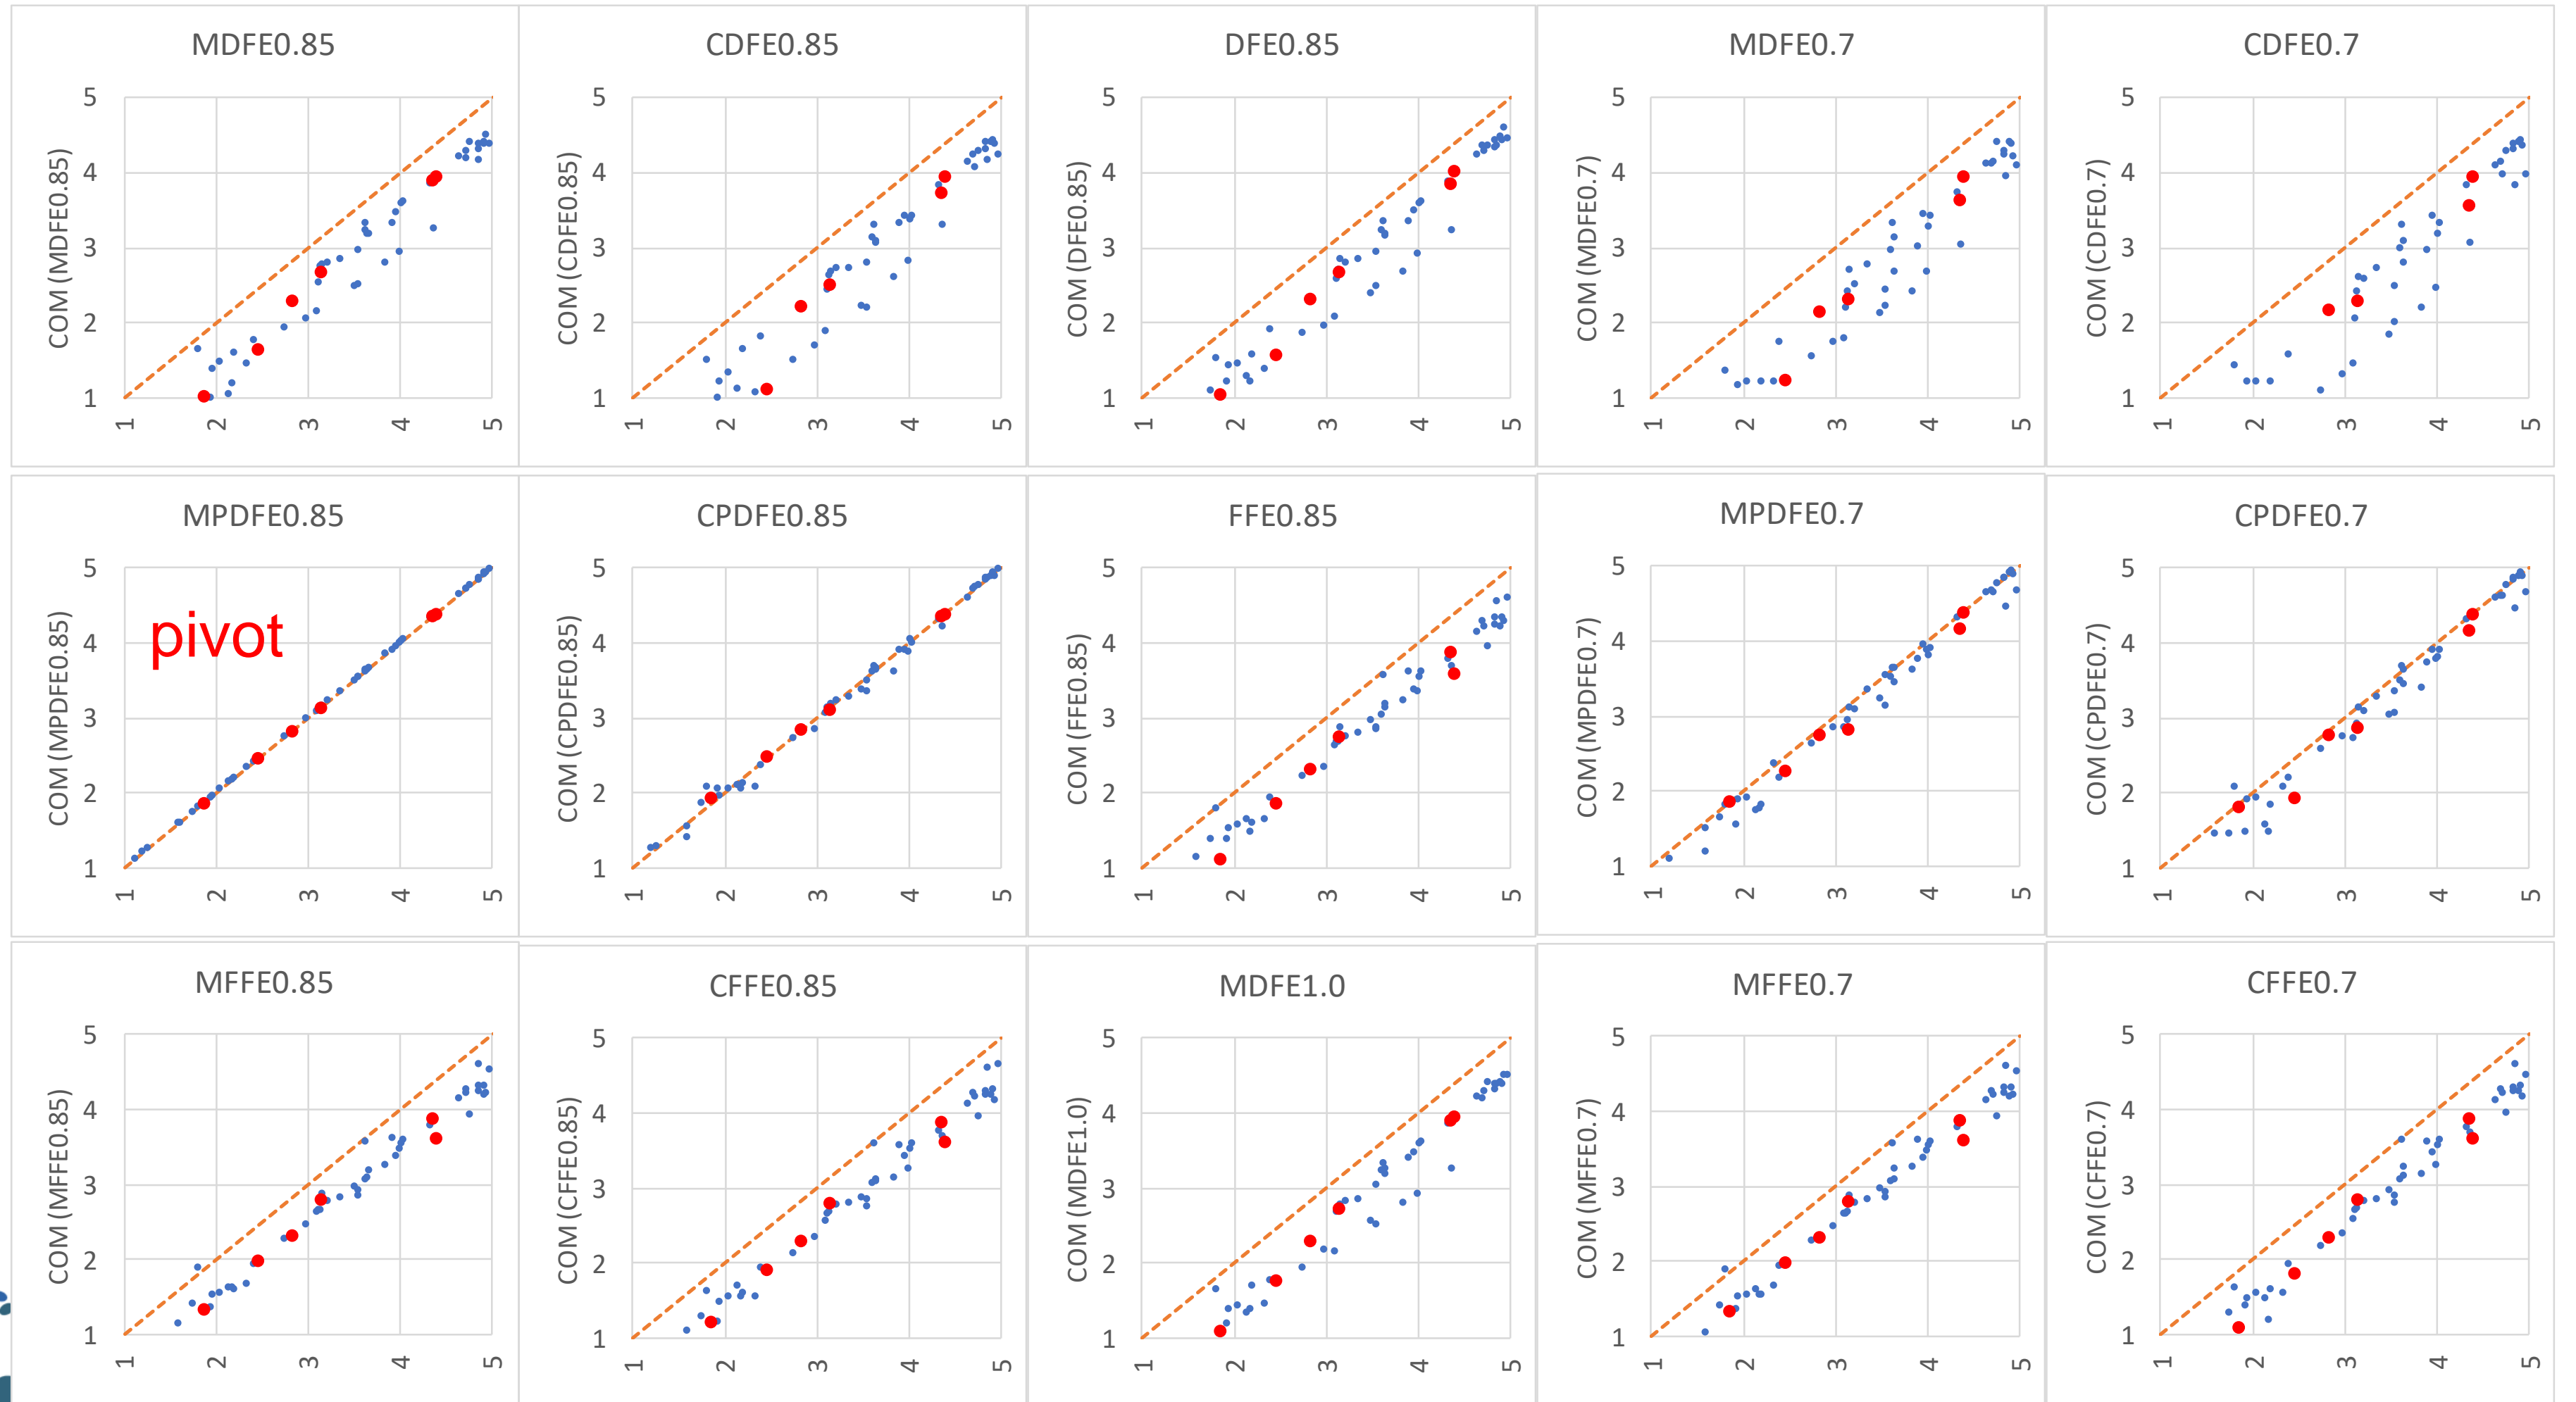 MDFE0.85
COM (MDFE0.85)
5
4
3
2
1
1 2 3 4 5
CDFE0.85
COM (CDFE0.85)
5
4
3
2
1
1 2 3 4 5
DFE0.85
COM (DFE0.85)
5
4
3
2
1
1 2 3 4 5
MDFE0.7
COM (MDFE0.7)
5
4
3
2
1
1 2 3 4 5
CDFE0.7
COM (CDFE0.7)
5
4
3
2
1
1 2 3 4 5
MPDFE0.85
COM (MPDFE0.85)
5
4
3
2
1
pivot
1 2 3 4 5
CPDFE0.85
COM (CPDFE0.85)
5
4
3
2
1
1 2 3 4 5
FFE0.85
COM (FFE0.85)
5
4
3
2
1
1 2 3 4 5
MPDFE0.7
COM (MPDFE0.7)
5
4
3
2
1
1 2 3 4 5
CPDFE0.7
COM (CPDFE0.7)
5
4
3
2
1
1 2 3 4 5
MFFE0.85
COM (MFFE0.85)
5
4
3
2
1
1 2 3 4 5
CFFE0.85
COM (CFFE0.85)
5
4
3
2
1
1 2 3 4 5
MDFE1.0
COM (MDFE1.0)
5
4
3
2
1
1 2 3 4 5
MFFE0.7
COM (MFFE0.7)
5
4
3
2
1
1 2 3 4 5
CFFE0.7
COM (CFFE0.7)
5
4
3
2
1
1 2 3 4 5